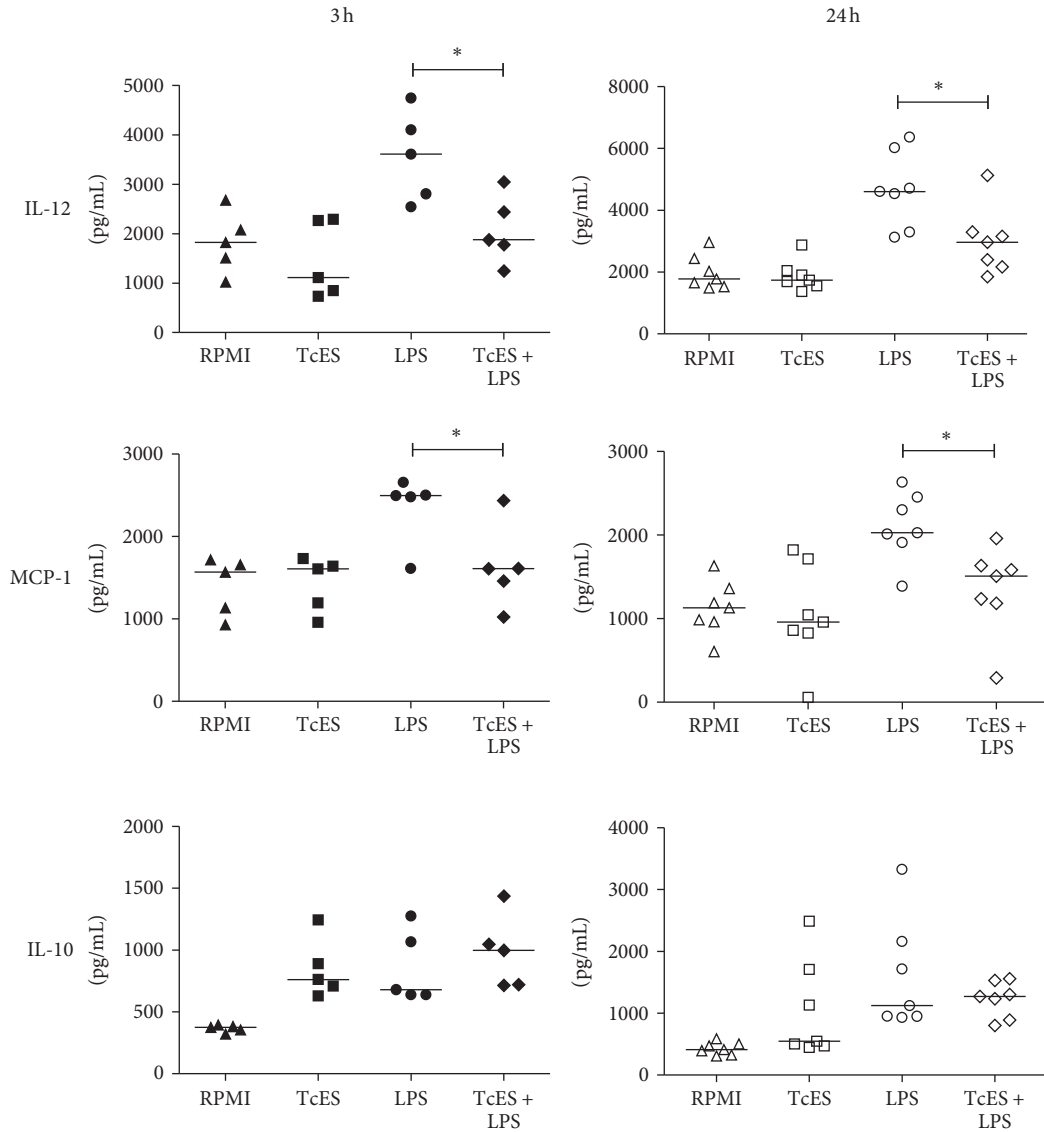 3 h
24 h
IL-12
(pg/mL)
5000
4000
3000
2000
1000
0
*
RPMI
TcES
LPS
TcES +
LPS
(pg/mL)
8000
6000
4000
2000
0
*
RPMI
TcES
LPS
TcES +
LPS
MCP-1
(pg/mL)
3000
2000
1000
0
*
RPMI
TcES
LPS
TcES +
LPS
(pg/mL)
3000
2000
1000
0
*
RPMI
TcES
LPS
TcES +
LPS
IL-10
(pg/mL)
2000
1500
1000
500
0
RPMI
TcES
LPS
TcES +
LPS
(pg/mL)
4000
3000
2000
1000
0
RPMI
TcES
LPS
TcES +
LPS